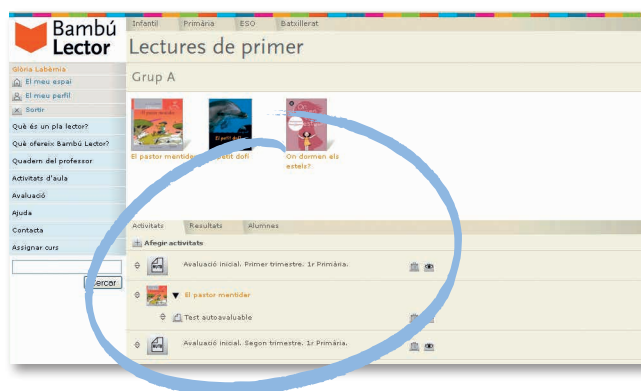 Bambú
Lector
Infantil Primària ESO Batxillerat
Lectures de primer
Glòria Labèrnia
El meu espai
El meu perfil
Sortir
Què és un pla lector?
Què ofereix Bambú Lector?
Quadern del professor
Activitats d'aula
Avaluació
Ajuda
Contacta
Assignar curs
Cercar
Grup A
El pastor mentider
petit dofí
On dormen els
estels?
Activitats Resultats Alumnes
Afegir activitats
Avaluació inicial. Primer trimestre. 1r Primària.
El pastor mentider
Test autoavaluable
Avaluació inicial. Segon trimestre. 1r Primària.